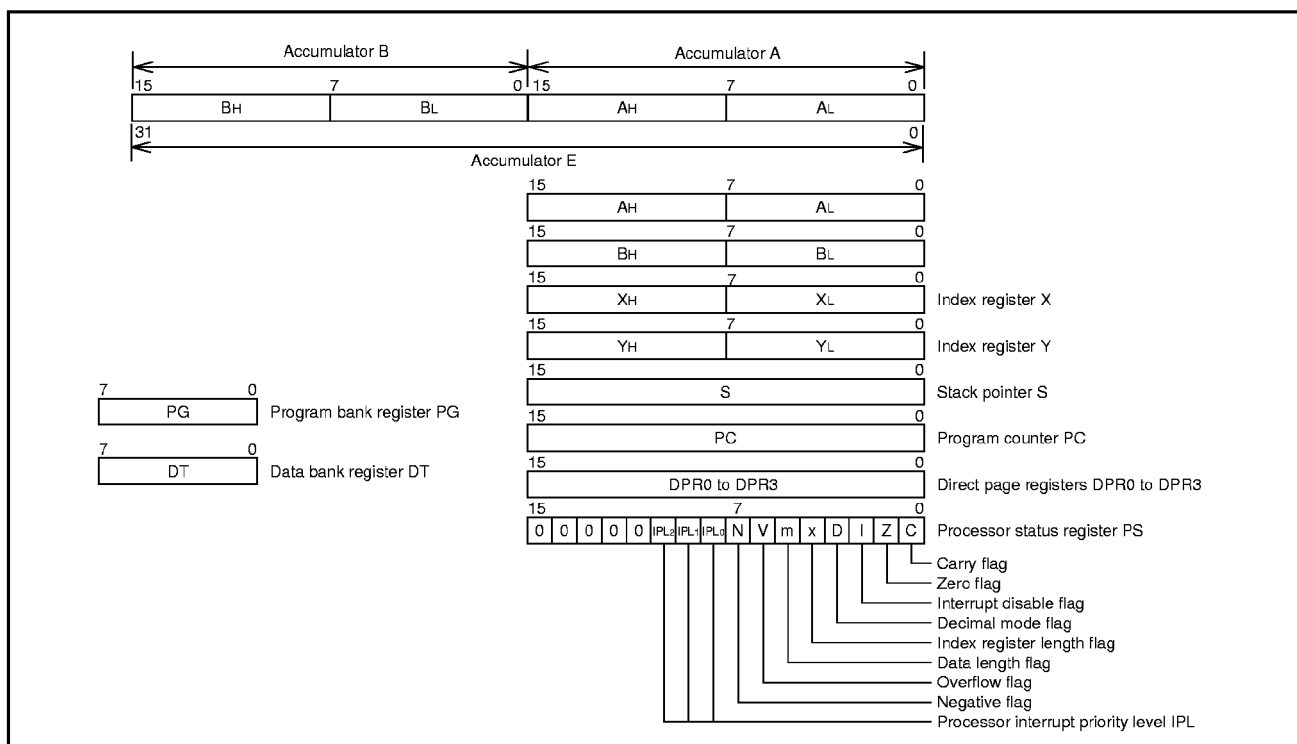 Accumulator B Accumulator A
15 7 0 15 7 0
BH BL AH AL
31 0
Accumulator E
15 7 0
AH AL
15 7 0
BH BL
15 7 0
XH XL Index register X
15 7 0
YH YL Index register Y
15 0
S Stack pointer S
7 0
PG Program bank register PG
15 0
PC Program counter PC
7 0
DT Data bank register DT
15 0
DPR0 to DPR3 Direct page registers DPR0 to DPR3
15 7 0
0 0 0 0 0 IPL2 IPL1 IPL0 N V m x D I Z C Processor status register PS
Carry flag
Zero flag
Interrupt disable flag
Decimal mode flag
Index register length flag
Data length flag
Overflow flag
Negative flag
Processor interrupt priority level IPL